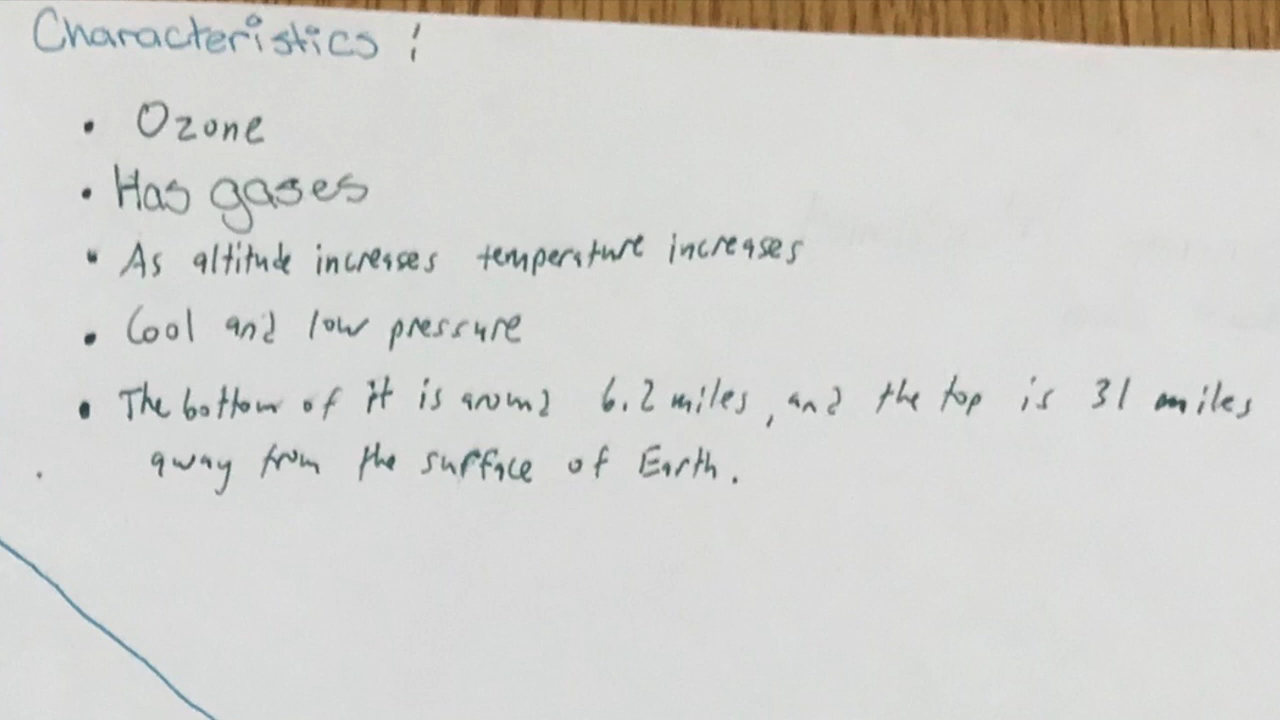 Characteristics :
• Ozone
• Has gases
• As altitude increases temperature increases
• Cool and low pressure
• The bottom of it is around 6.2 miles, and the top is 31 miles
away from the surface of Earth.